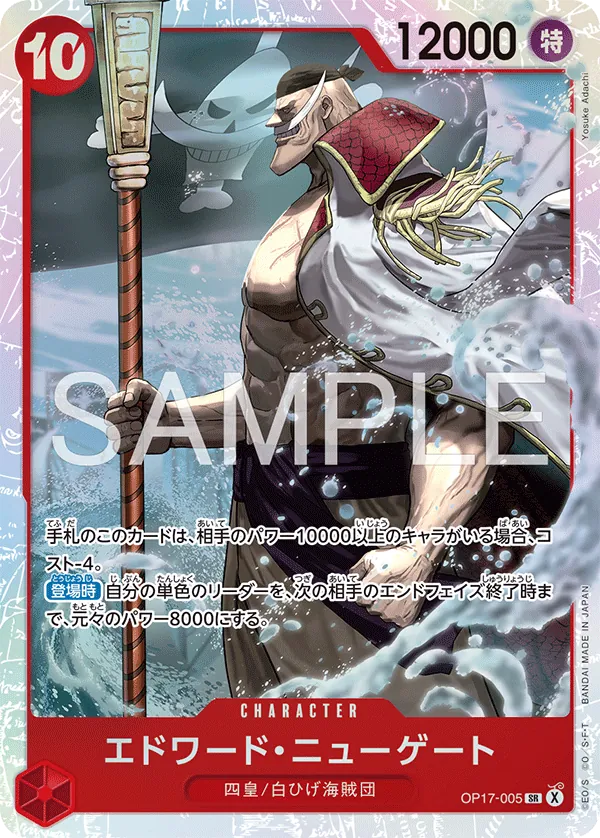 10
12000 特
Yosuke Adachi
SAMPLE
手札のこのカードは、相手のパワー10000以上のキャラがいる場合、コ
スト-4。
登場時 自分の単色のリーダーを、次の相手のエンドフェイズ終了時ま
で、元々のパワー8000にする。
CHARACTER
エドワード・ニューゲート
四皇/白ひげ海賊団
OP17-005 SR X
©E.O/S ©O./S・F・T BANDAI MADE IN JAPAN